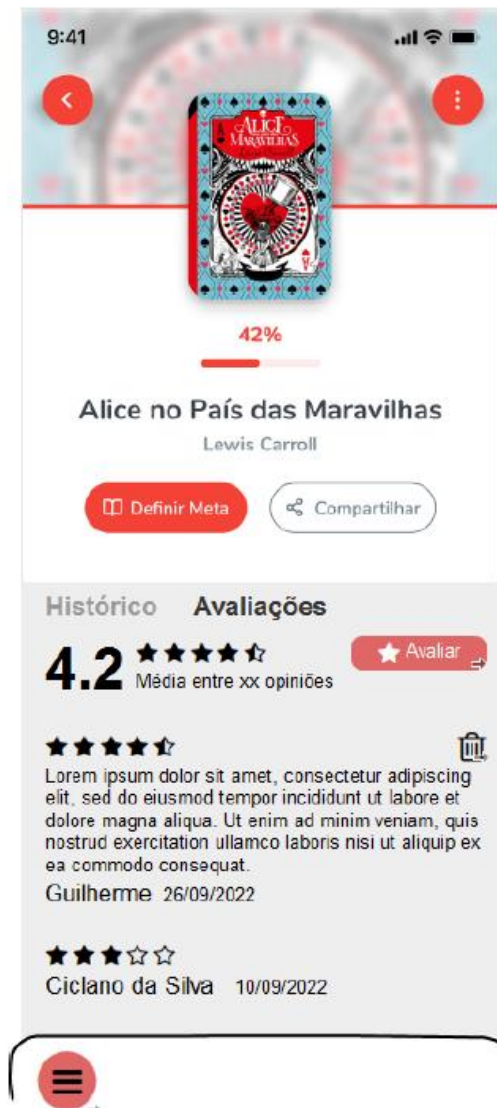 9:41
ALICE
MARAVILHAS
42%
Alice no País das Maravilhas
Lewis Carroll
Definir Meta
Compartilhar
Histórico Avaliações
4.2
Avaliar
Média entre xx opiniões
Lorem ipsum dolor sit amet, consectetur adipiscing
elit, sed do eiusmod tempor incididunt ut labore et
dolore magna aliqua. Ut enim ad minim veniam, quis
nostrud exercitation ullamco laboris nisi ut aliquip ex
ea commodo consequat.
Guilherme 26/09/2022
Ciclano da Silva 10/09/2022